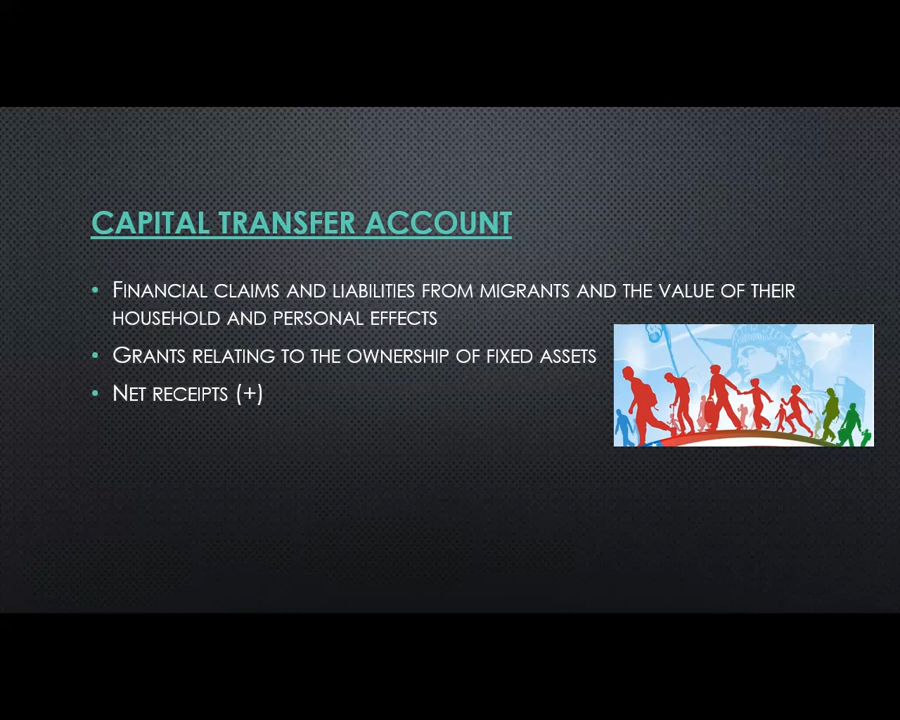 CAPITAL TRANSFER ACCOUNT
• FINANCIAL CLAIMS AND LIABILITIES FROM MIGRANTS AND THE VALUE OF THEIR
HOUSEHOLD AND PERSONAL EFFECTS
• GRANTS RELATING TO THE OWNERSHIP OF FIXED ASSETS
• NET RECEIPTS (+)